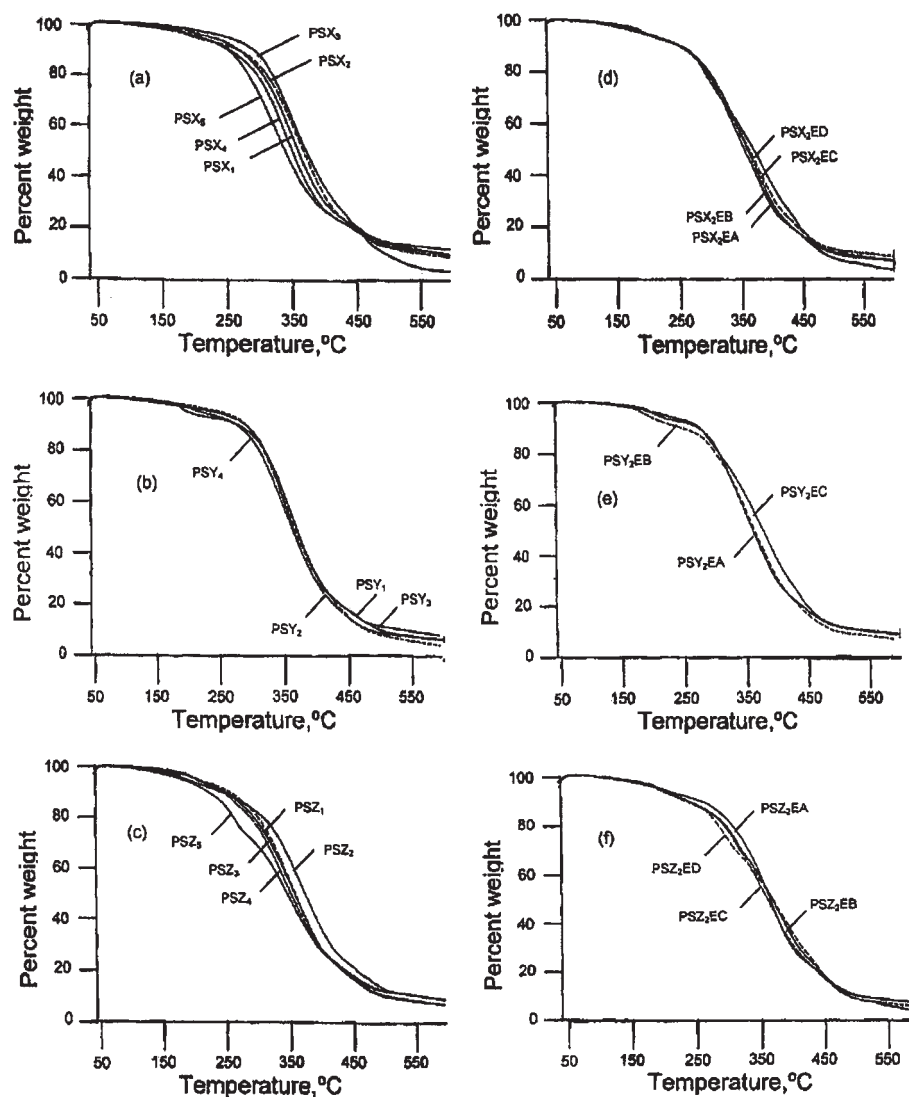 100
80
60
40
20
0
Percent weight
(a)
PSX₃
PSX₂
PSX₅
PSX₄
PSX₁
50 150 250 350 450 550
Temperature,ºC
100
80
60
40
20
0
Percent weight
(d)
PSX₂ED
PSX₂EC
PSX₂EB
PSX₂EA
50 150 250 350 450 550
Temperature,ºC
100
80
60
40
20
0
Percent weight
(b)
PSY₄
PSY₁
PSY₃
PSY₂
50 150 250 350 450 550
Temperature,ºC
100
80
60
40
20
0
Percent weight
(e)
PSY₂EB
PSY₂EC
PSY₂EA
50 150 250 350 450 550
Temperature,ºC
100
80
60
40
20
0
Percent weight
(c)
PSZ₁
PSZ₅
PSZ₂
PSZ₃
PSZ₄
50 150 250 350 450 550
Temperature,ºC
100
80
60
40
20
0
Percent weight
(f)
PSZ₂EA
PSZ₂ED
PSZ₂EB
PSZ₂EC
50 150 250 350 450 550
Temperature,ºC